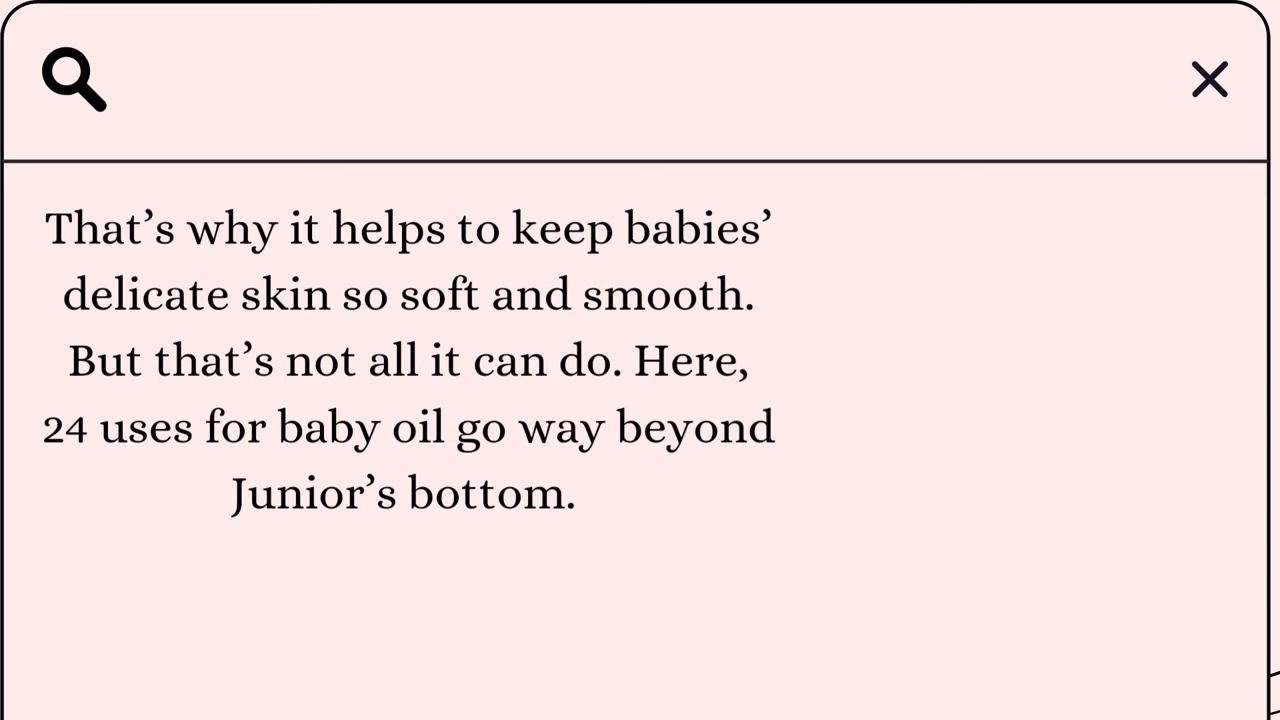 That’s why it helps to keep babies’
delicate skin so soft and smooth.
But that’s not all it can do. Here,
24 uses for baby oil go way beyond
Junior’s bottom.